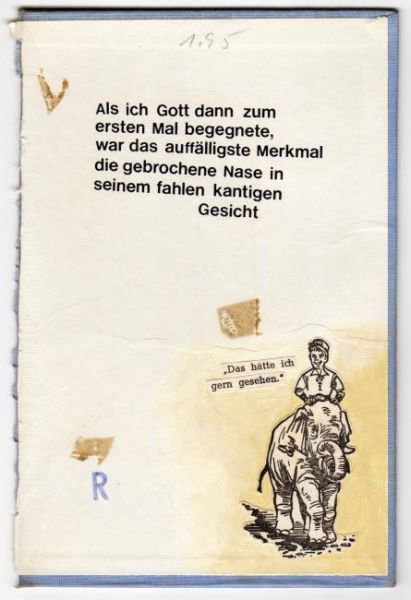 1,95
Als ich Gott dann zum
ersten Mal begegnete,
war das auffälligste Merkmal
die gebrochene Nase in
seinem fahlen kantigen
Gesicht
„Das hätte ich
gern gesehen."
R